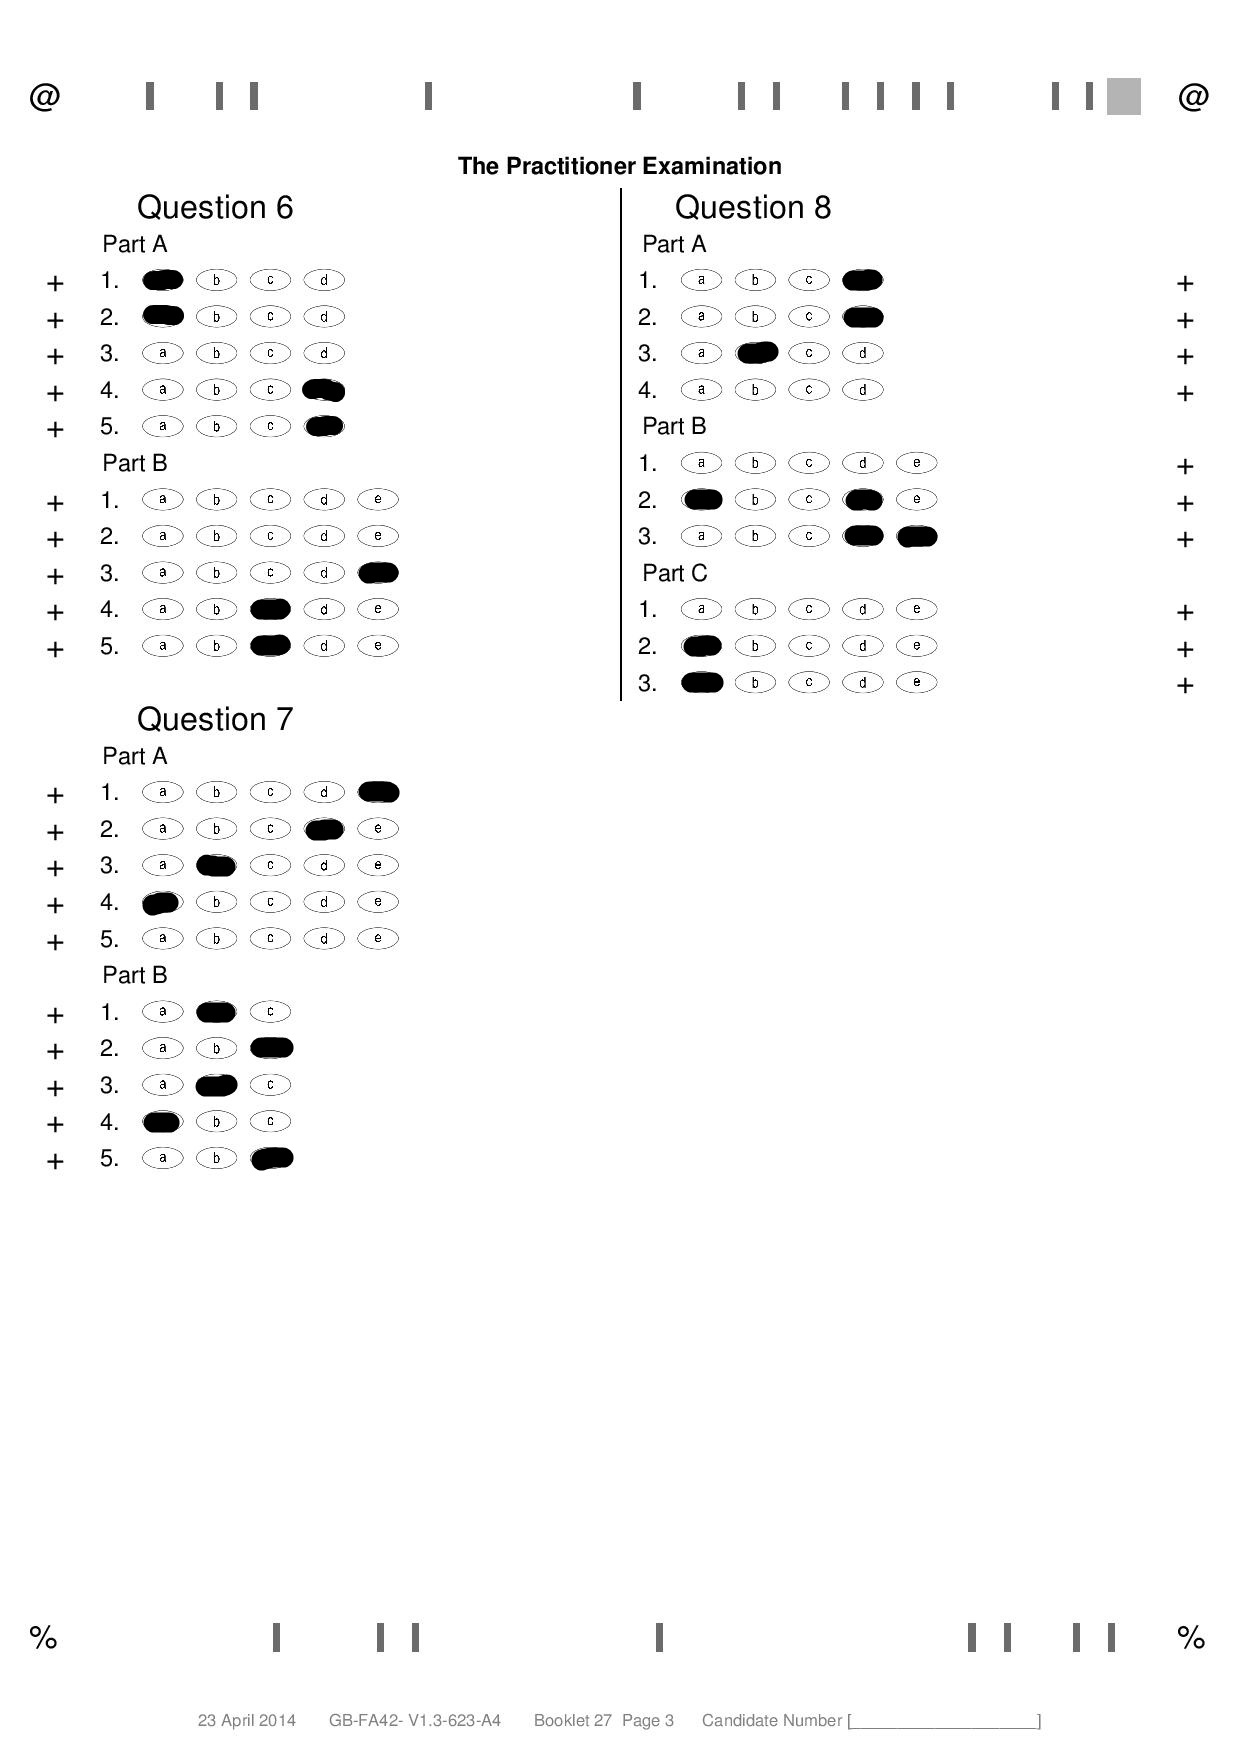 @ @
The Practitioner Examination
Question 6
Part A
+ 1. b c d
+ 2. b c d
+ 3. a b c d
+ 4. a b c
+ 5. a b c
Part B
+ 1. a b c d e
+ 2. a b c d e
+ 3. a b c d
+ 4. a b d e
+ 5. a b d e
Question 7
Part A
+ 1. a b c d
+ 2. a b c e
+ 3. a c d e
+ 4. b c d e
+ 5. a b c d e
Part B
+ 1. a c
+ 2. a b
+ 3. a c
+ 4. b c
+ 5. a b
Question 8
Part A
1. a b c +
2. a b c +
3. a c d +
4. a b c d +
Part B
1. a b c d e +
2. b c e +
3. a b c +
Part C
1. a b c d e +
2. b c d e +
3. b c d e +
% %
23 April 2014 GB-FA42- V1.3-623-A4 Booklet 27 Page 3 Candidate Number [____________________]